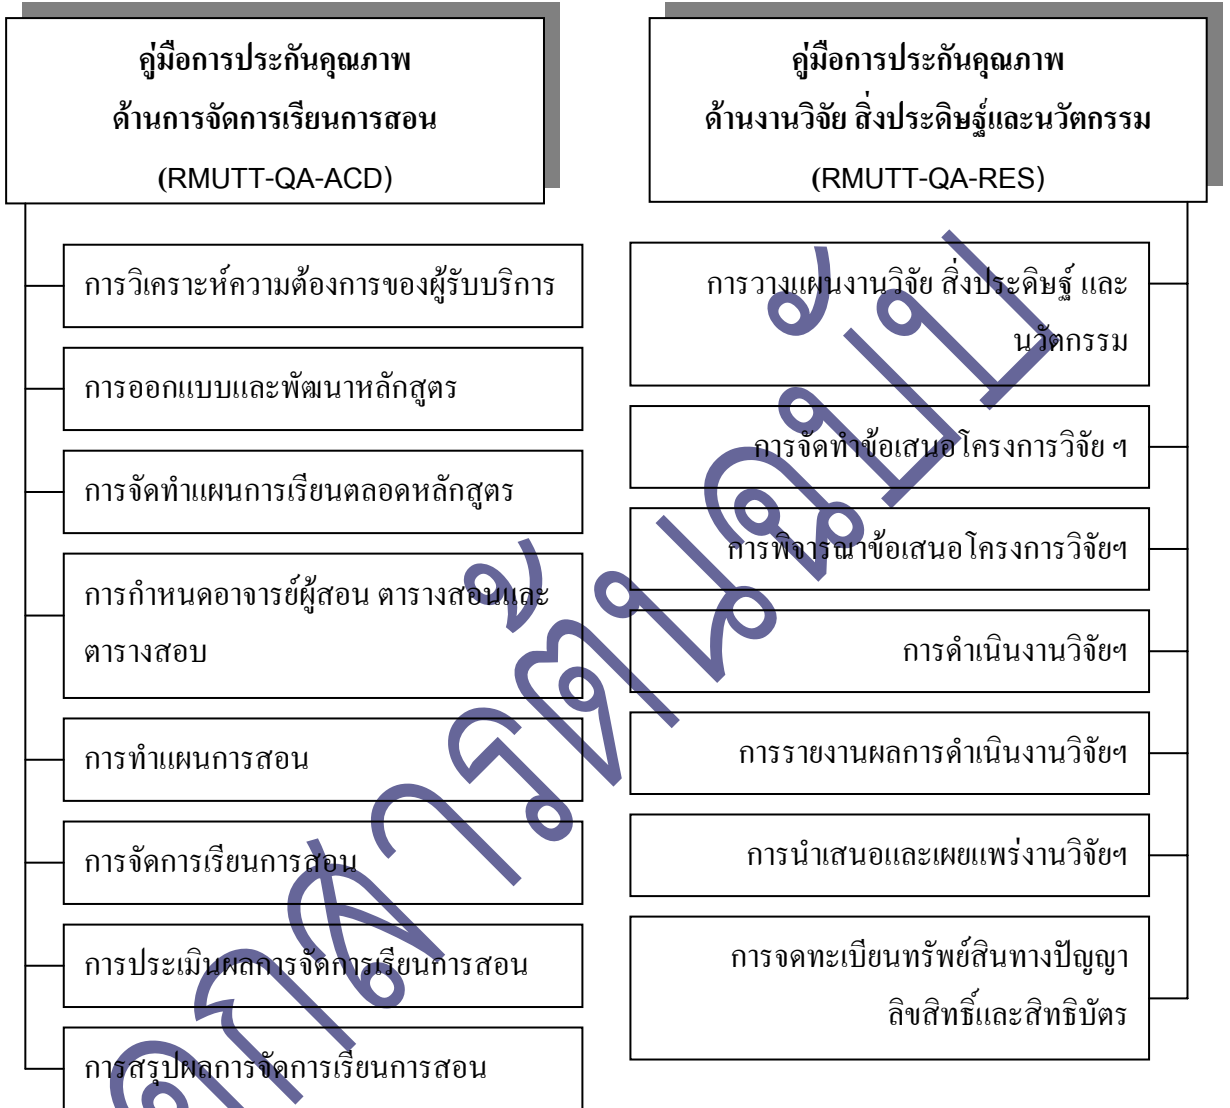 คู่มือการประกันคุณภาพ
ด้านการจัดการเรียนการสอน
(RMUTT-QA-ACD)
การวิเคราะห์ความต้องการของผู้รับบริการ
การออกแบบและพัฒนาหลักสูตร
การจัดทำแผนการเรียนตลอดหลักสูตร
การกำหนดอาจารย์ผู้สอน ตารางสอนและ
ตารางสอบ
การทำแผนการสอน
การจัดการเรียนการสอน
การประเมินผลการจัดการเรียนการสอน
การสรุปผลการจัดการเรียนการสอน
คู่มือการประกันคุณภาพ
ด้านงานวิจัย สิ่งประดิษฐ์และนวัตกรรม
(RMUTT-QA-RES)
การวางแผนงานวิจัย สิ่งประดิษฐ์ และ
นวัตกรรม
การจัดทำข้อเสนอโครงการวิจัย ฯ
การพิจารณาข้อเสนอโครงการวิจัยฯ
การดำเนินงานวิจัยฯ
การรายงานผลการดำเนินงานวิจัยฯ
การนำเสนอและเผยแพร่งานวิจัยฯ
การจดทะเบียนทรัพย์สินทางปัญญา
ลิขสิทธิ์และสิทธิบัตร